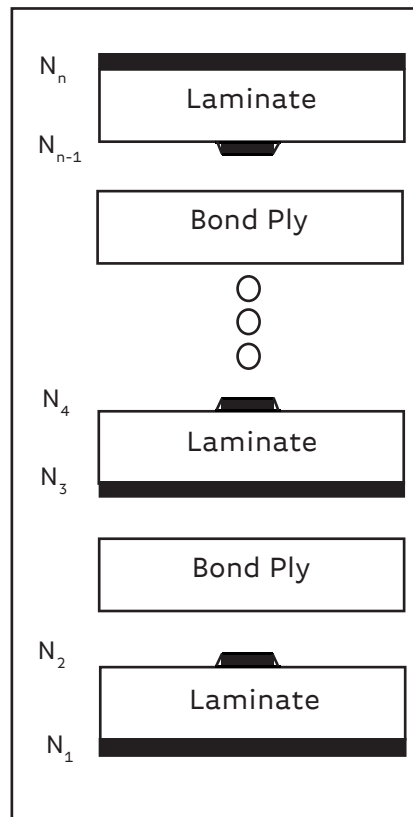 Nₙ
Laminate
Nₙ₋₁
Bond Ply
N₄
Laminate
N₃
Bond Ply
N₂
Laminate
N₁